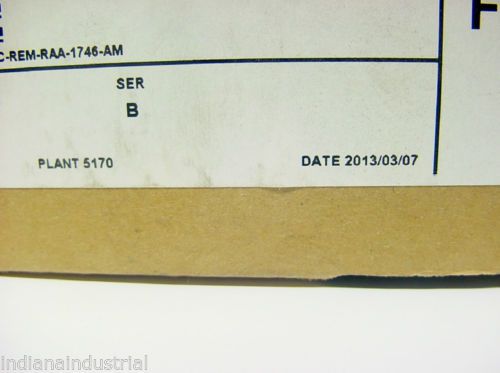 C-REM-RAA-1746-AM
SER
B
PLANT 5170
DATE 2013/03/07
indianaindustrial